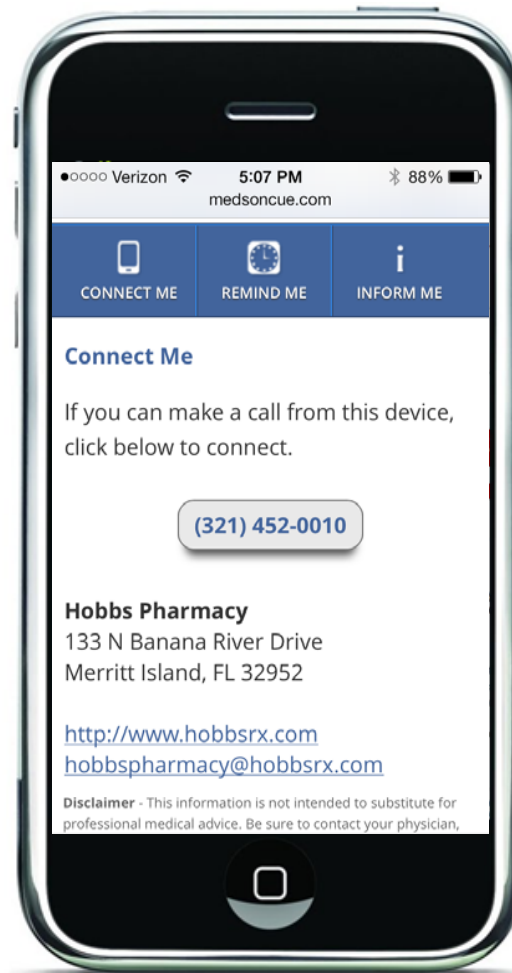 Verizon 5:07 PM 88%
medsoncue.com
CONNECT ME REMIND ME INFORM ME
Connect Me
If you can make a call from this device,
click below to connect.
(321) 452-0010
Hobbs Pharmacy
133 N Banana River Drive
Merritt Island, FL 32952
http://www.hobbsrx.com
hobbspharmacy@hobbsrx.com
Disclaimer - This information is not intended to substitute for
professional medical advice. Be sure to contact your physician,